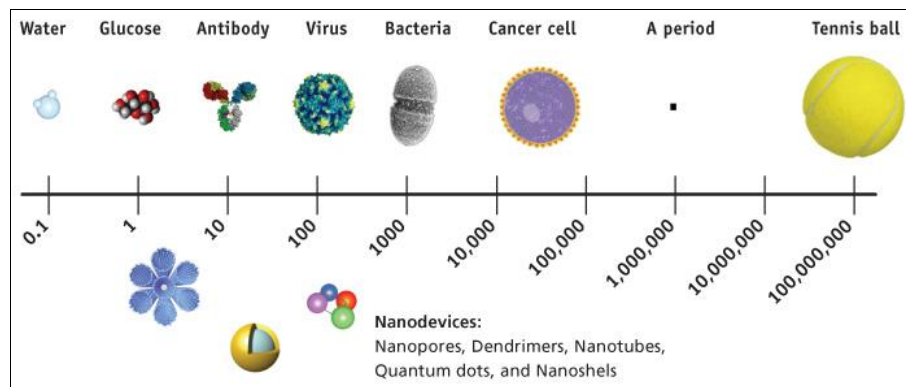 Water Glucose Antibody Virus Bacteria Cancer cell A period Tennis ball
0.1 1 10 100 1000 10,000 100,000 1,000,000 10,000,000 100,000,000
Nanodevices:
Nanopores, Dendrimers, Nanotubes,
Quantum dots, and Nanoshells